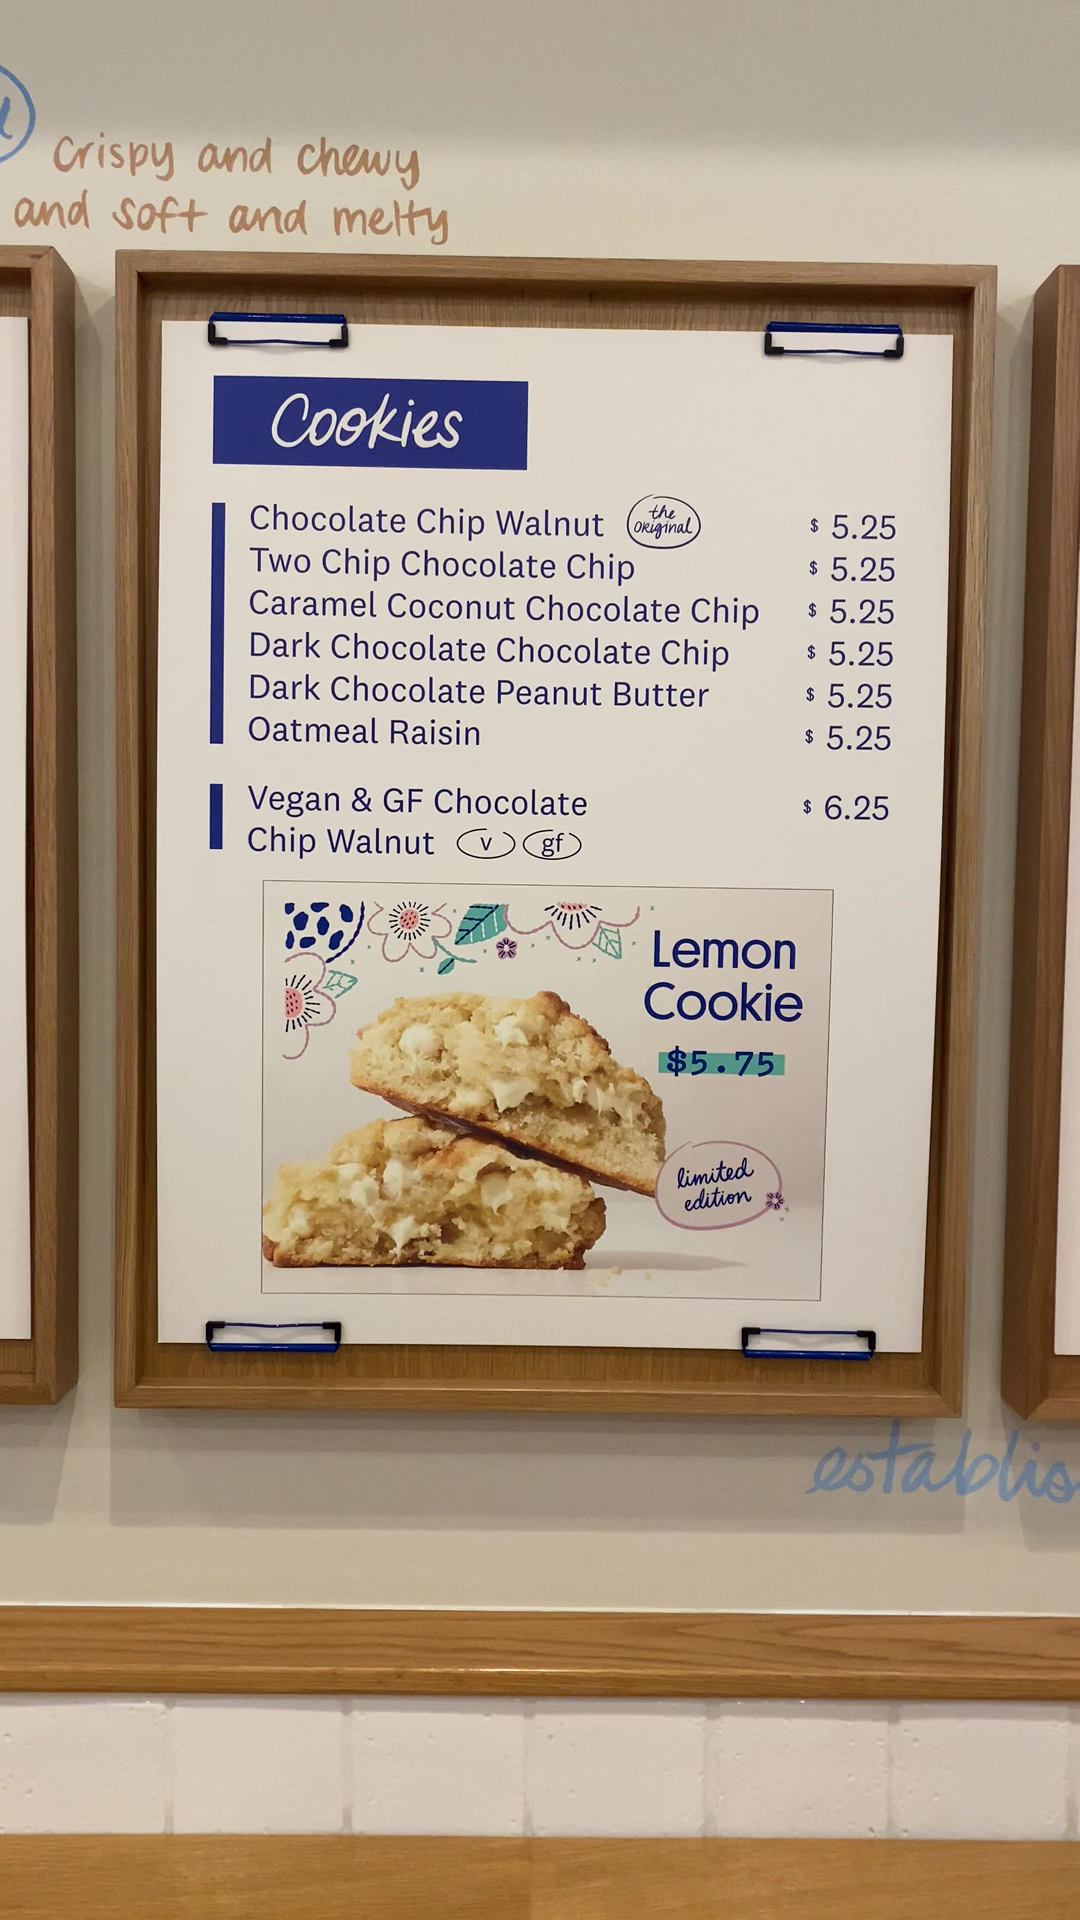 Crispy and chewy
and soft and melty
Cookies
Chocolate Chip Walnut the original $ 5.25
Two Chip Chocolate Chip $ 5.25
Caramel Coconut Chocolate Chip $ 5.25
Dark Chocolate Chocolate Chip $ 5.25
Dark Chocolate Peanut Butter $ 5.25
Oatmeal Raisin $ 5.25
Vegan & GF Chocolate $ 6.25
Chip Walnut v gf
Lemon
Cookie
$5.75
limited
edition
establis